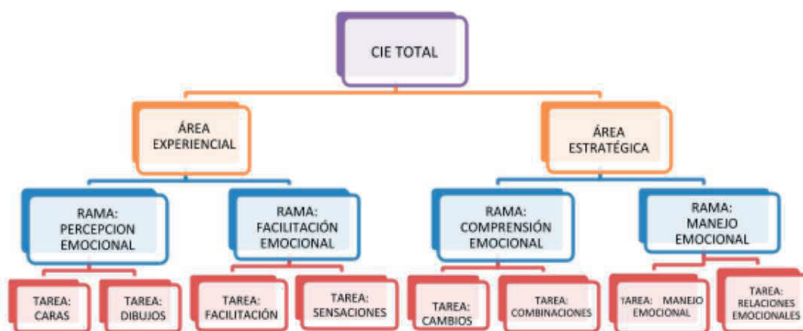 CIE TOTAL
ÁREA
EXPERIENCIAL
ÁREA
ESTRATÉGICA
RAMA:
PERCEPCION
EMOCIONAL
RAMA:
FACILITACIÓN
EMOCIONAL
RAMA:
COMPRENSIÓN
EMOCIONAL
RAMA:
MANEJO
EMOCIONAL
TAREA:
CARAS
TAREA:
DIBUJOS
TAREA:
FACILITACIÓN
TAREA:
SENSACIONES
TAREA:
CAMBIOS
TAREA:
COMBINACIONES
TAREA: MANEJO
EMOCIONAL
TAREA:
RELACIONES
EMOCIONALES